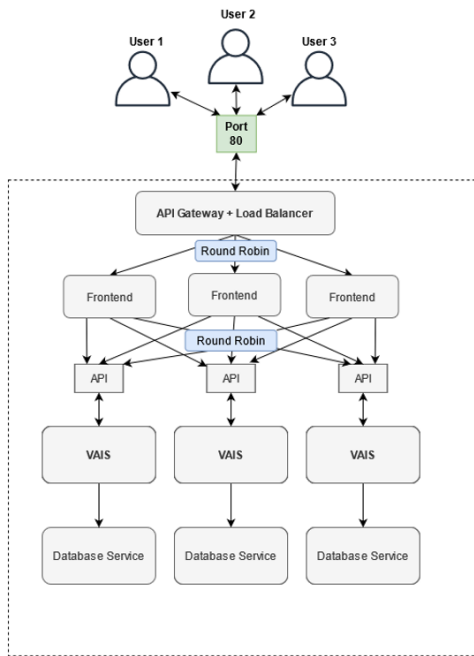 User 2
User 1
User 3
Port
80
API Gateway + Load Balancer
Round Robin
Frontend
Frontend
Frontend
Round Robin
API
API
API
VAIS
VAIS
VAIS
Database Service
Database Service
Database Service